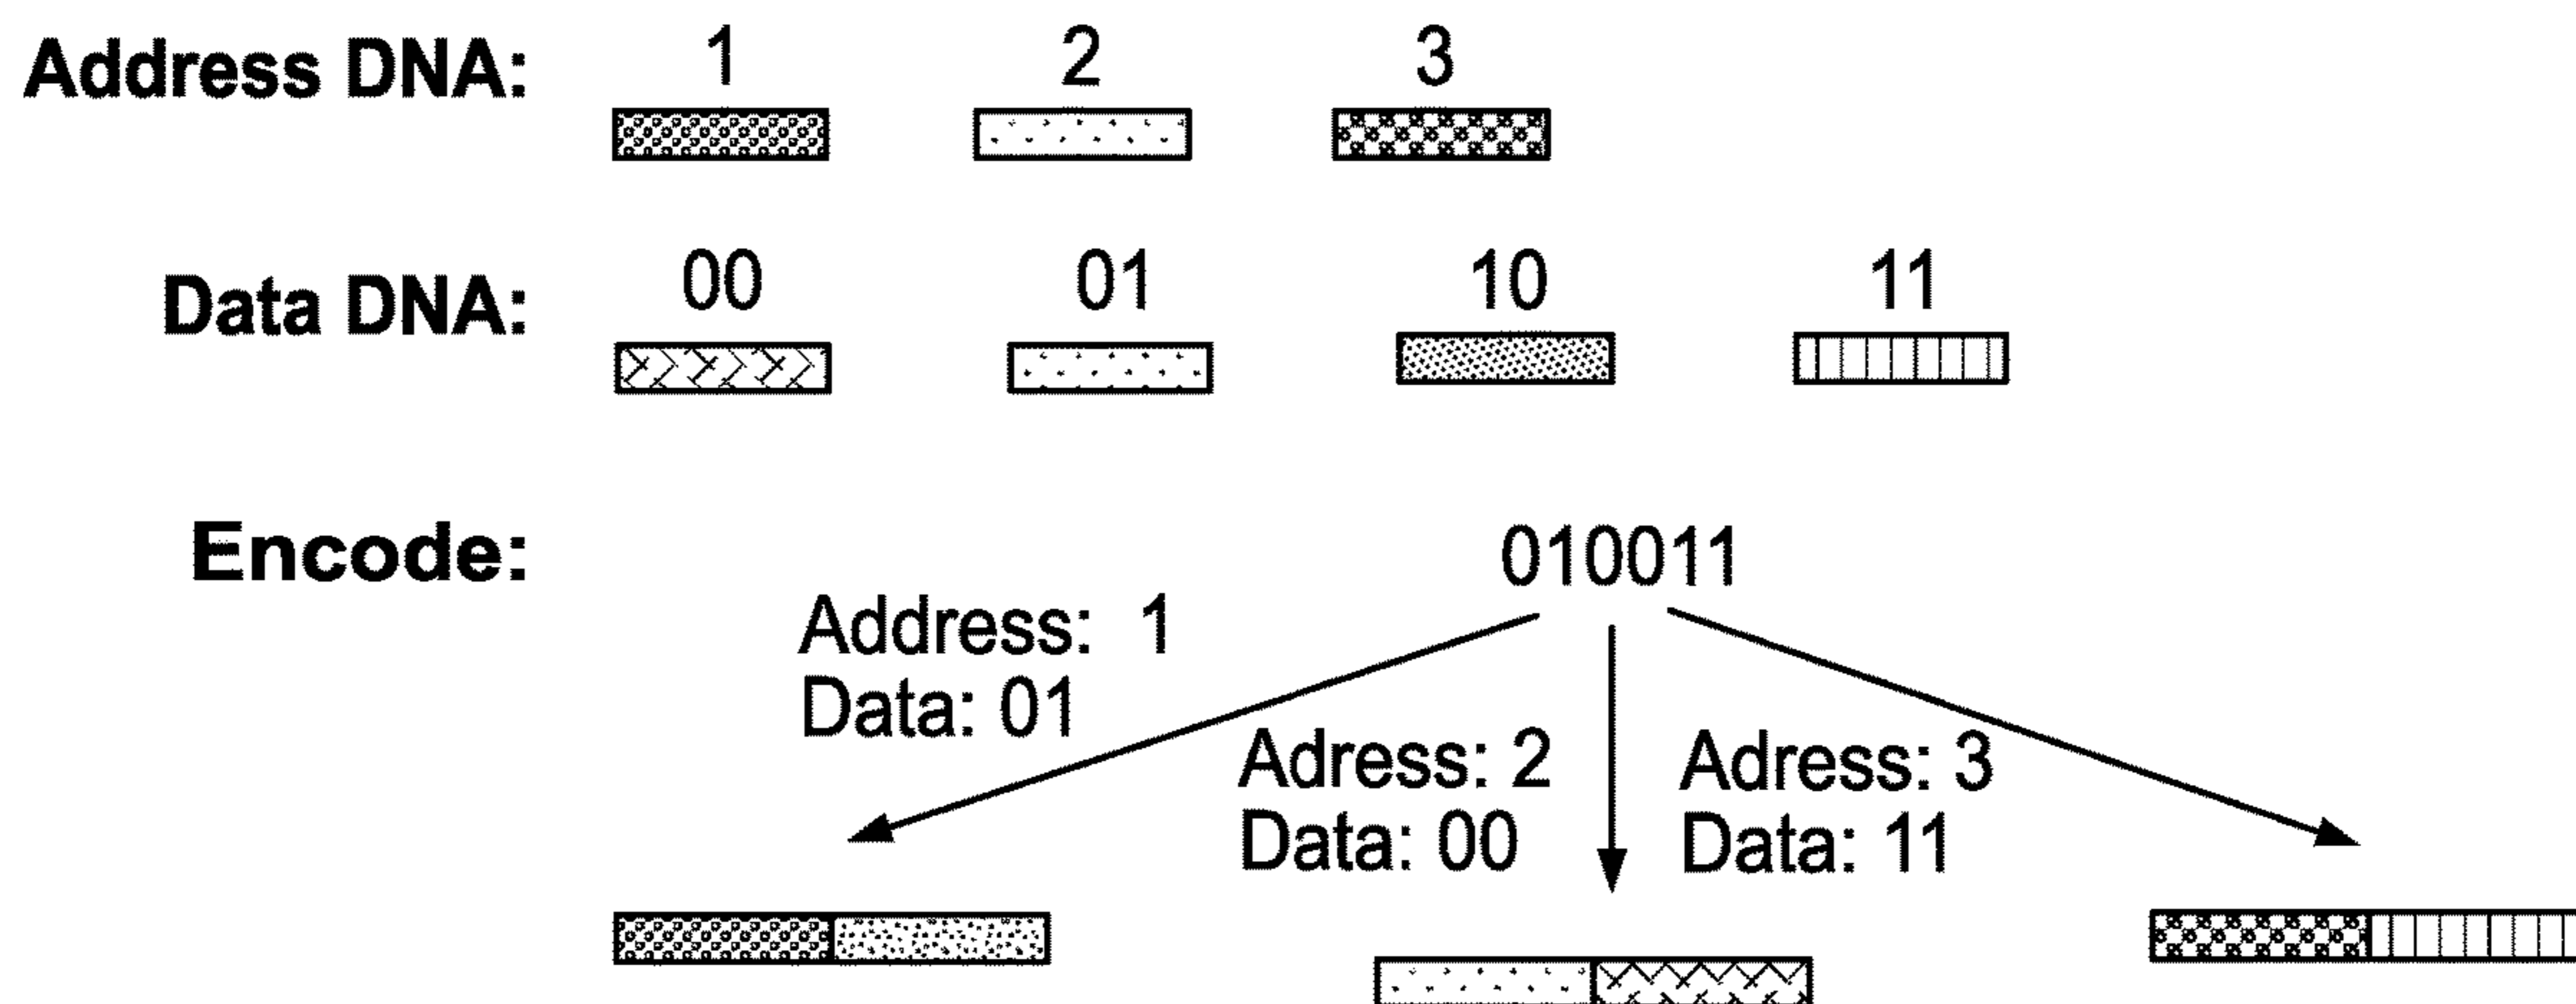 Address DNA: 1 2 3
Data DNA: 00 01 10 11
Encode: 010011
Address: 1
Data: 01
Adress: 2
Data: 00
Adress: 3
Data: 11